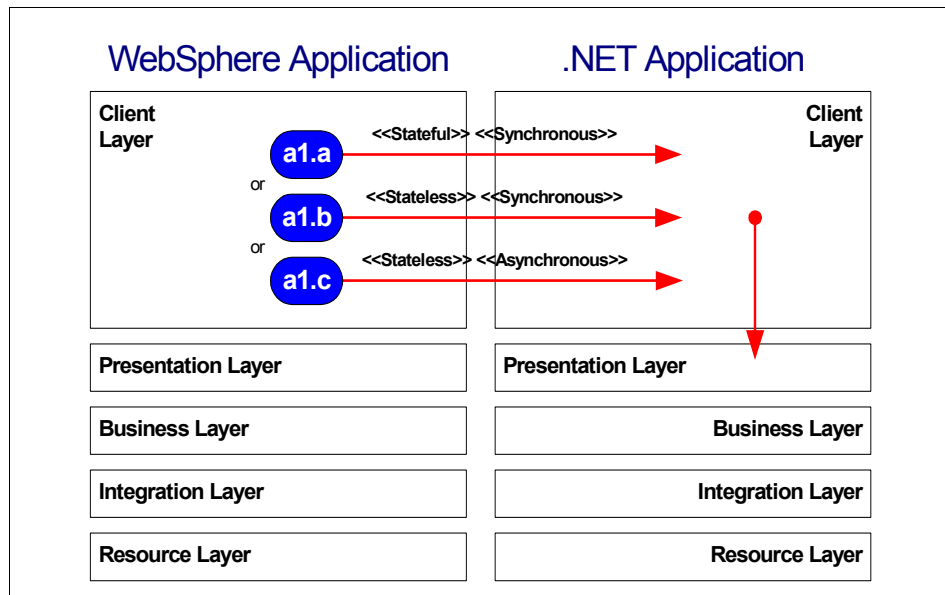 WebSphere Application
.NET Application
Client
Layer
<<Stateful>> <<Synchronous>>
Client
Layer
a1.a
or
<<Stateless>> <<Synchronous>>
a1.b
or
<<Stateless>> <<Asynchronous>>
a1.c
Presentation Layer
Presentation Layer
Business Layer
Business Layer
Integration Layer
Integration Layer
Resource Layer
Resource Layer